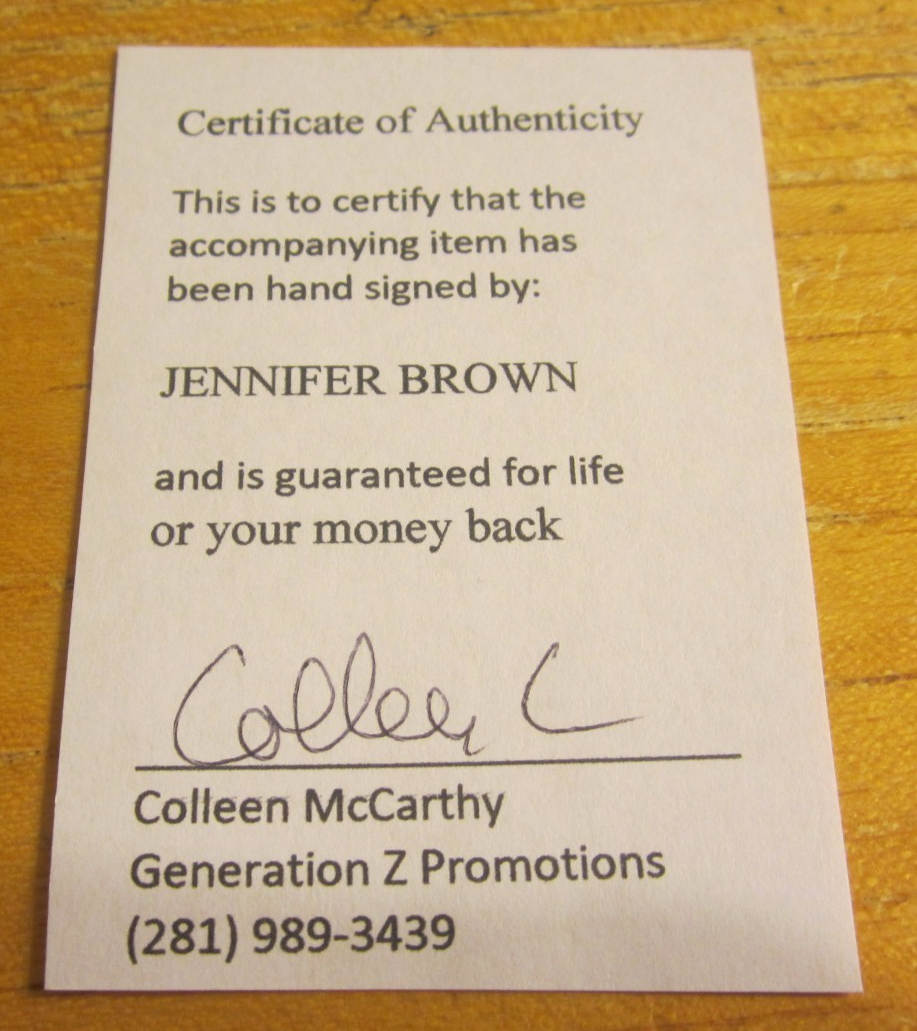 Certificate of Authenticity
This is to certify that the
accompanying item has
been hand signed by:
JENNIFER BROWN
and is guaranteed for life
or your money back
Colleen C
Colleen McCarthy
Generation Z Promotions
(281) 989-3439